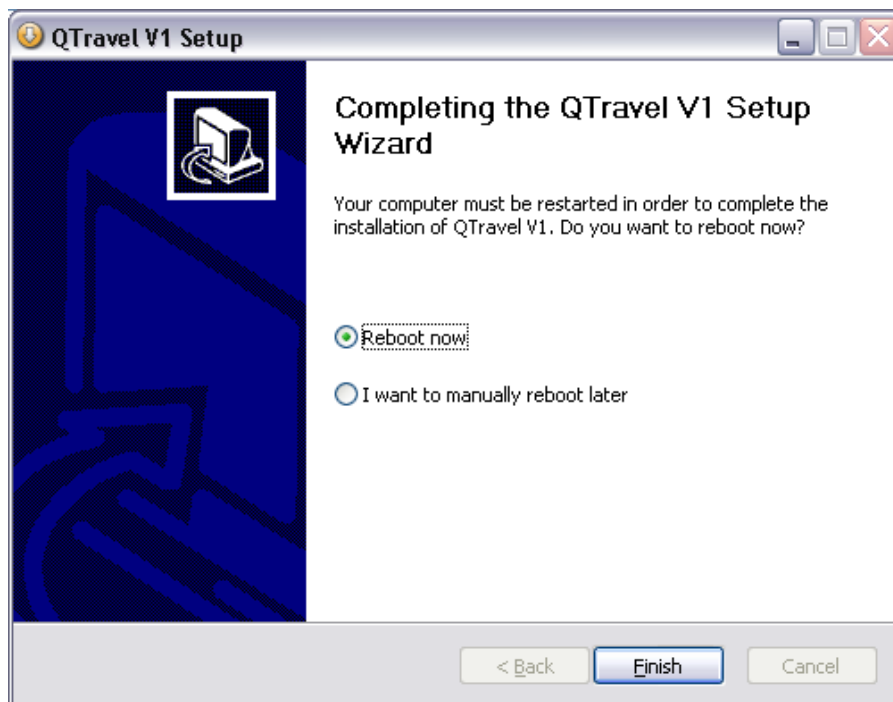 QTravel V1 Setup
Completing the QTravel V1 Setup
Wizard
Your computer must be restarted in order to complete the
installation of QTravel V1. Do you want to reboot now?
Reboot now
I want to manually reboot later
< Back
Finish
Cancel